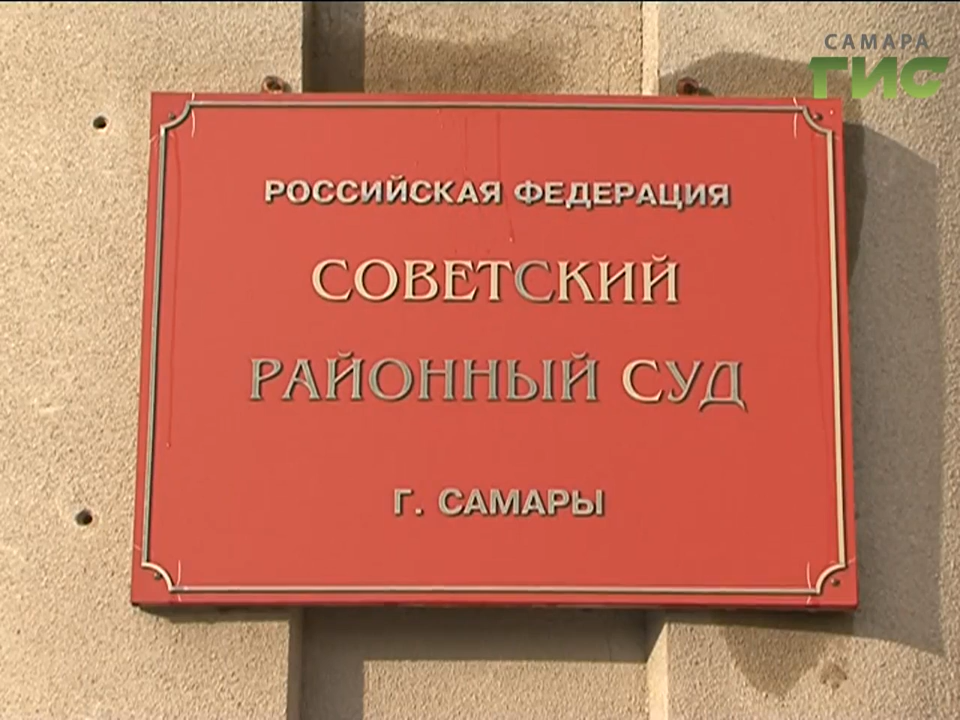 САМАРА
ГИС
РОССИЙСКАЯ ФЕДЕРАЦИЯ
СОВЕТСКИЙ
РАЙОННЫЙ СУД
Г. САМАРЫ